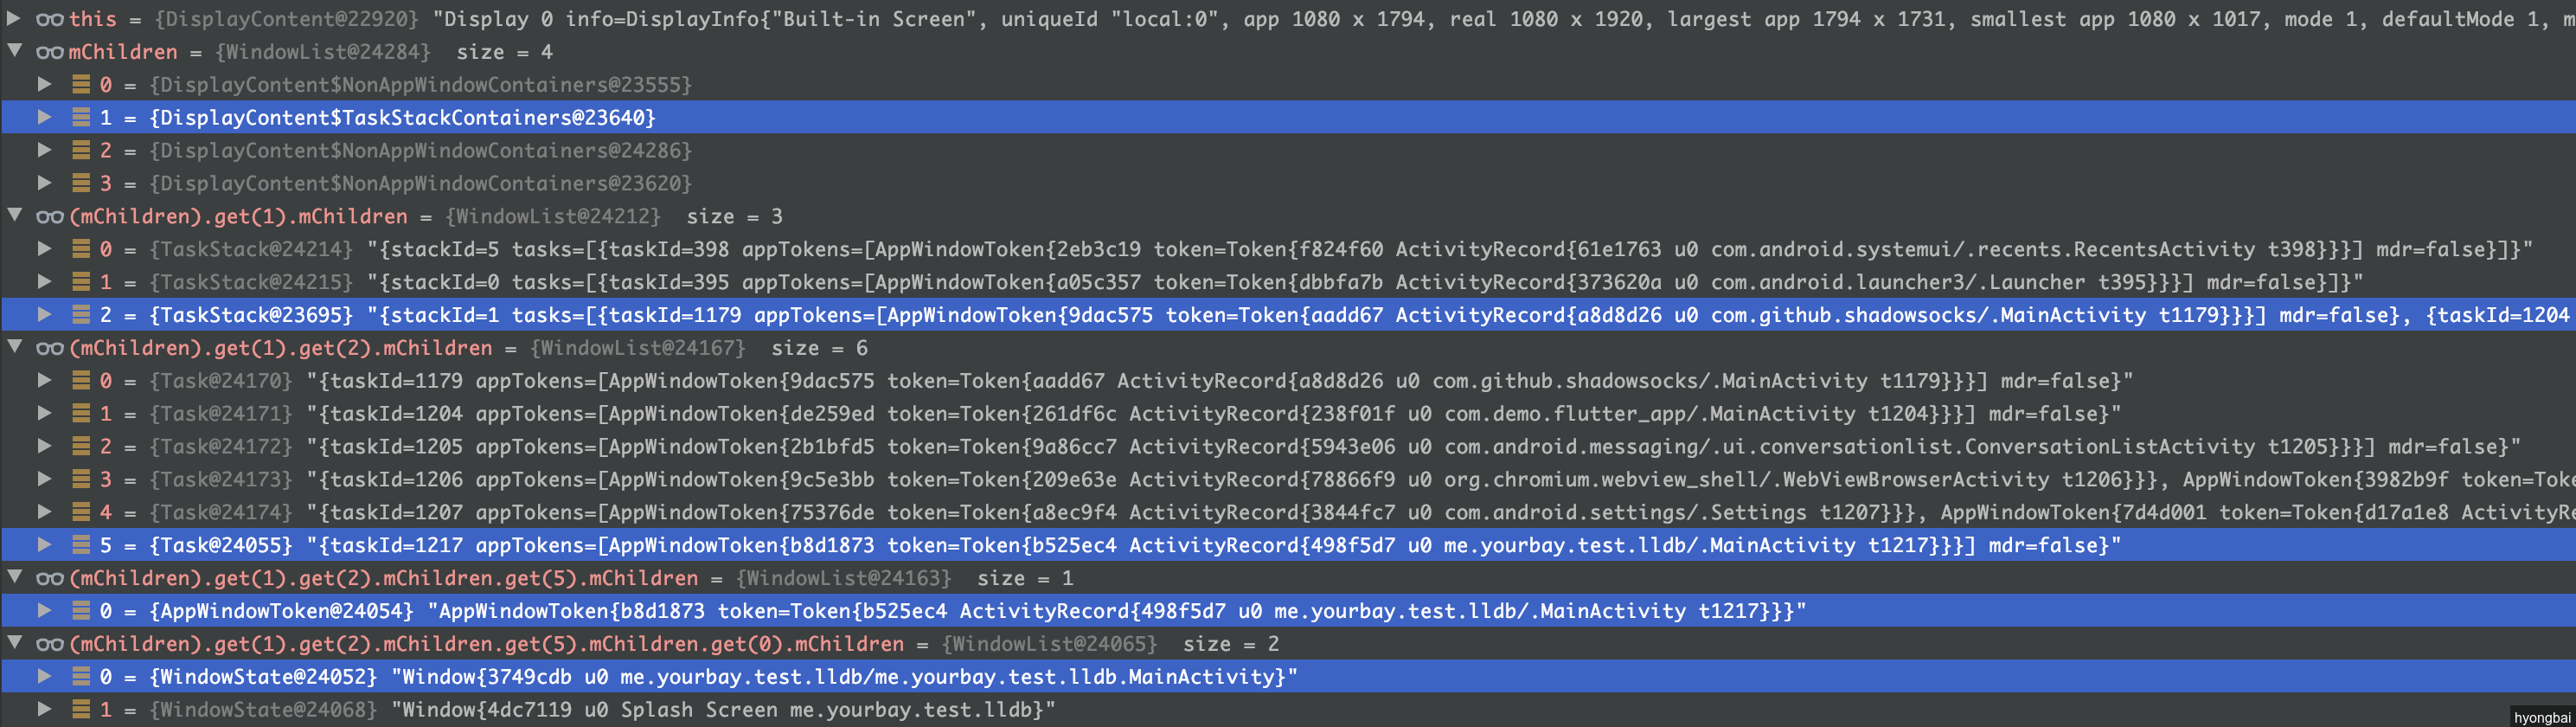 this = {DisplayContent@22920} "Display 0 info=DisplayInfo{"Built-in Screen", uniqueId "local:0", app 1080 x 1794, real 1080 x 1920, largest app 1794 x 1731, smallest app 1080 x 1017, mode 1, defaultMode 1, m
mChildren = {WindowList@24284} size = 4
0 = {DisplayContent$NonAppWindowContainers@23555}
1 = {DisplayContent$TaskStackContainers@23640}
2 = {DisplayContent$NonAppWindowContainers@24286}
3 = {DisplayContent$NonAppWindowContainers@23620}
(mChildren).get(1).mChildren = {WindowList@24212} size = 3
0 = {TaskStack@24214} "{stackId=5 tasks=[{taskId=398 appTokens=[AppWindowToken{2eb3c19 token=Token{f824f60 ActivityRecord{61e1763 u0 com.android.systemui/.recents.RecentsActivity t398}}}] mdr=false}]}"
1 = {TaskStack@24215} "{stackId=0 tasks=[{taskId=395 appTokens=[AppWindowToken{a05c357 token=Token{dbbfa7b ActivityRecord{373620a u0 com.android.launcher3/.Launcher t395}}}] mdr=false}]}"
2 = {TaskStack@23695} "{stackId=1 tasks=[{taskId=1179 appTokens=[AppWindowToken{9dac575 token=Token{aadd67 ActivityRecord{a8d8d26 u0 com.github.shadowsocks/.MainActivity t1179}}}] mdr=false}, {taskId=1204
(mChildren).get(1).get(2).mChildren = {WindowList@24167} size = 6
0 = {Task@24170} "{taskId=1179 appTokens=[AppWindowToken{9dac575 token=Token{aadd67 ActivityRecord{a8d8d26 u0 com.github.shadowsocks/.MainActivity t1179}}}] mdr=false}"
1 = {Task@24171} "{taskId=1204 appTokens=[AppWindowToken{de259ed token=Token{261df6c ActivityRecord{238f01f u0 com.demo.flutter_app/.MainActivity t1204}}}] mdr=false}"
2 = {Task@24172} "{taskId=1205 appTokens=[AppWindowToken{2b1bfd5 token=Token{9a86cc7 ActivityRecord{5943e06 u0 com.android.messaging/.ui.conversationlist.ConversationListActivity t1205}}}] mdr=false}"
3 = {Task@24173} "{taskId=1206 appTokens=[AppWindowToken{9c5e3bb token=Token{209e63e ActivityRecord{78866f9 u0 org.chromium.webview_shell/.WebViewBrowserActivity t1206}}}, AppWindowToken{3982b9f token=Toke
4 = {Task@24174} "{taskId=1207 appTokens=[AppWindowToken{75376de token=Token{a8ec9f4 ActivityRecord{3844fc7 u0 com.android.settings/.Settings t1207}}}, AppWindowToken{7d4d001 token=Token{d17a1e8 ActivityRe
5 = {Task@24055} "{taskId=1217 appTokens=[AppWindowToken{b8d1873 token=Token{b525ec4 ActivityRecord{498f5d7 u0 me.yourbay.test.lldb/.MainActivity t1217}}}] mdr=false}"
(mChildren).get(1).get(2).mChildren.get(5).mChildren = {WindowList@24163} size = 1
0 = {AppWindowToken@24054} "AppWindowToken{b8d1873 token=Token{b525ec4 ActivityRecord{498f5d7 u0 me.yourbay.test.lldb/.MainActivity t1217}}}"
(mChildren).get(1).get(2).mChildren.get(5).mChildren.get(0).mChildren = {WindowList@24065} size = 2
0 = {WindowState@24052} "Window{3749cdb u0 me.yourbay.test.lldb/me.yourbay.test.lldb.MainActivity}"
1 = {WindowState@24068} "Window{4dc7119 u0 Splash Screen me.yourbay.test.lldb}"
hyongbai